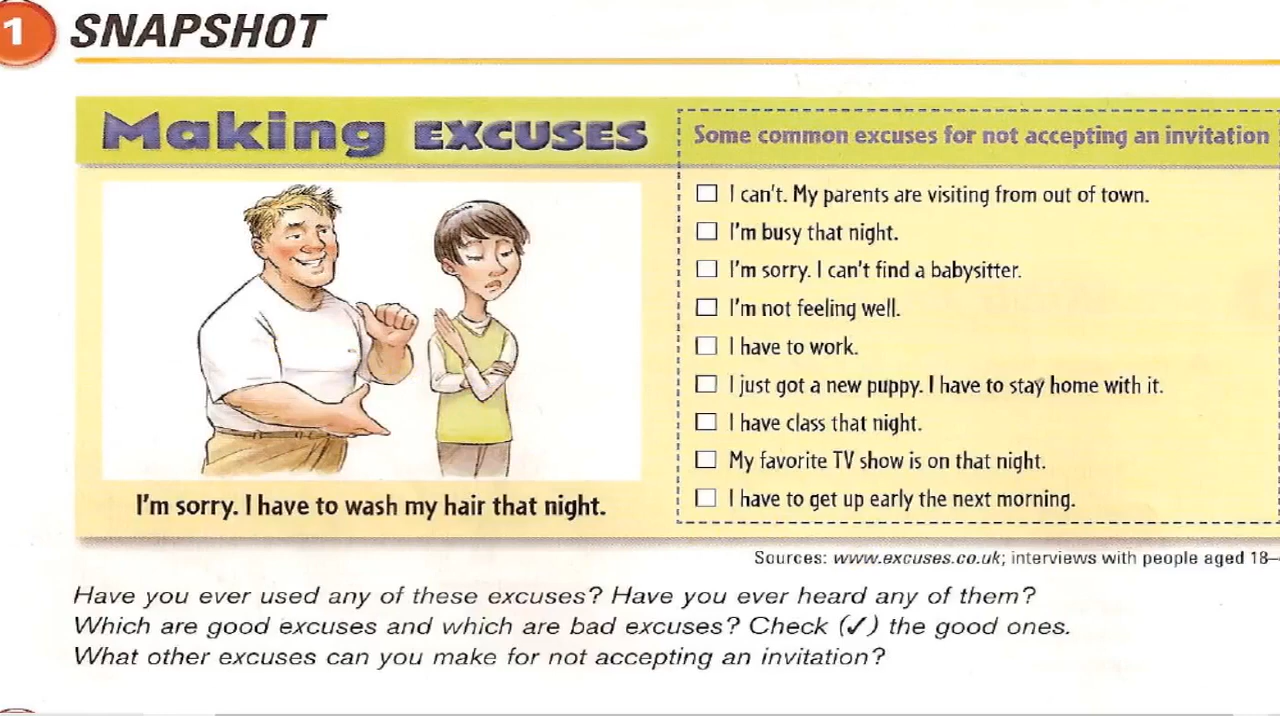 1 SNAPSHOT
Making EXCUSES
I'm sorry. I have to wash my hair that night.
Some common excuses for not accepting an invitation
I can't. My parents are visiting from out of town.
I'm busy that night.
I'm sorry. I can't find a babysitter.
I'm not feeling well.
I have to work.
I just got a new puppy. I have to stay home with it.
I have class that night.
My favorite TV show is on that night.
I have to get up early the next morning.
Sources: www.excuses.co.uk; interviews with people aged 18–
Have you ever used any of these excuses? Have you ever heard any of them?
Which are good excuses and which are bad excuses? Check (✓) the good ones.
What other excuses can you make for not accepting an invitation?